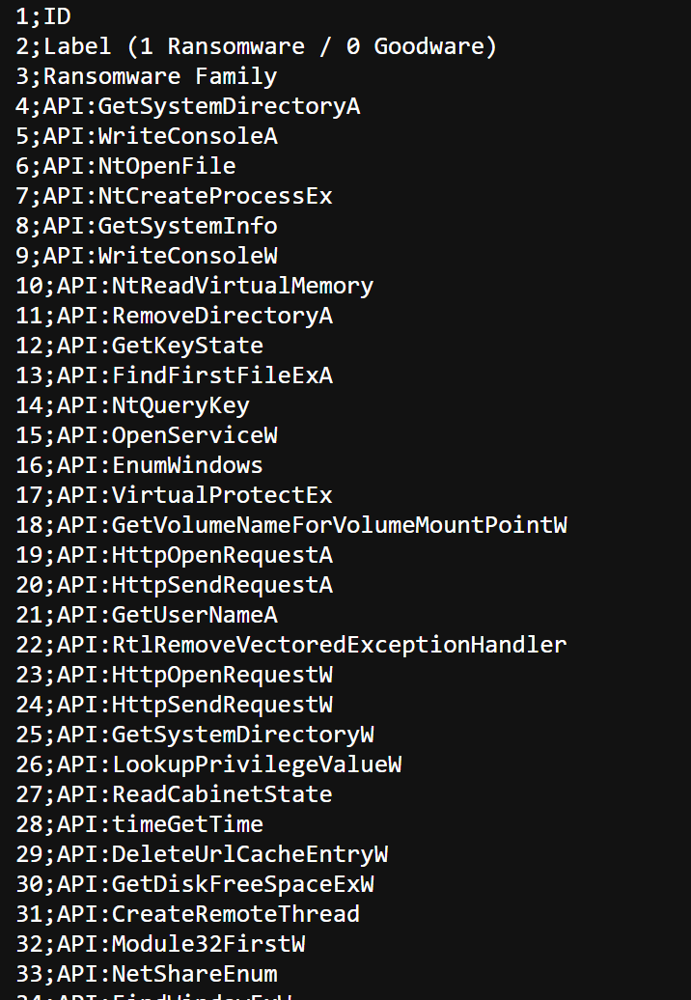 1;ID
2;Label (1 Ransomware / 0 Goodware)
3;Ransomware Family
4;API:GetSystemDirectoryA
5;API:WriteConsoleA
6;API:NtOpenFile
7;API:NtCreateProcessEx
8;API:GetSystemInfo
9;API:WriteConsoleW
10;API:NtReadVirtualMemory
11;API:RemoveDirectoryA
12;API:GetKeyState
13;API:FindFirstFileExA
14;API:NtQueryKey
15;API:OpenServiceW
16;API:EnumWindows
17;API:VirtualProtectEx
18;API:GetVolumeNameForVolumeMountPointW
19;API:HttpOpenRequestA
20;API:HttpSendRequestA
21;API:GetUserNameA
22;API:RtlRemoveVectoredExceptionHandler
23;API:HttpOpenRequestW
24;API:HttpSendRequestW
25;API:GetSystemDirectoryW
26;API:LookupPrivilegeValueW
27;API:ReadCabinetState
28;API:timeGetTime
29;API:DeleteUrlCacheEntryW
30;API:GetDiskFreeSpaceExW
31;API:CreateRemoteThread
32;API:Module32FirstW
33;API:NetShareEnum